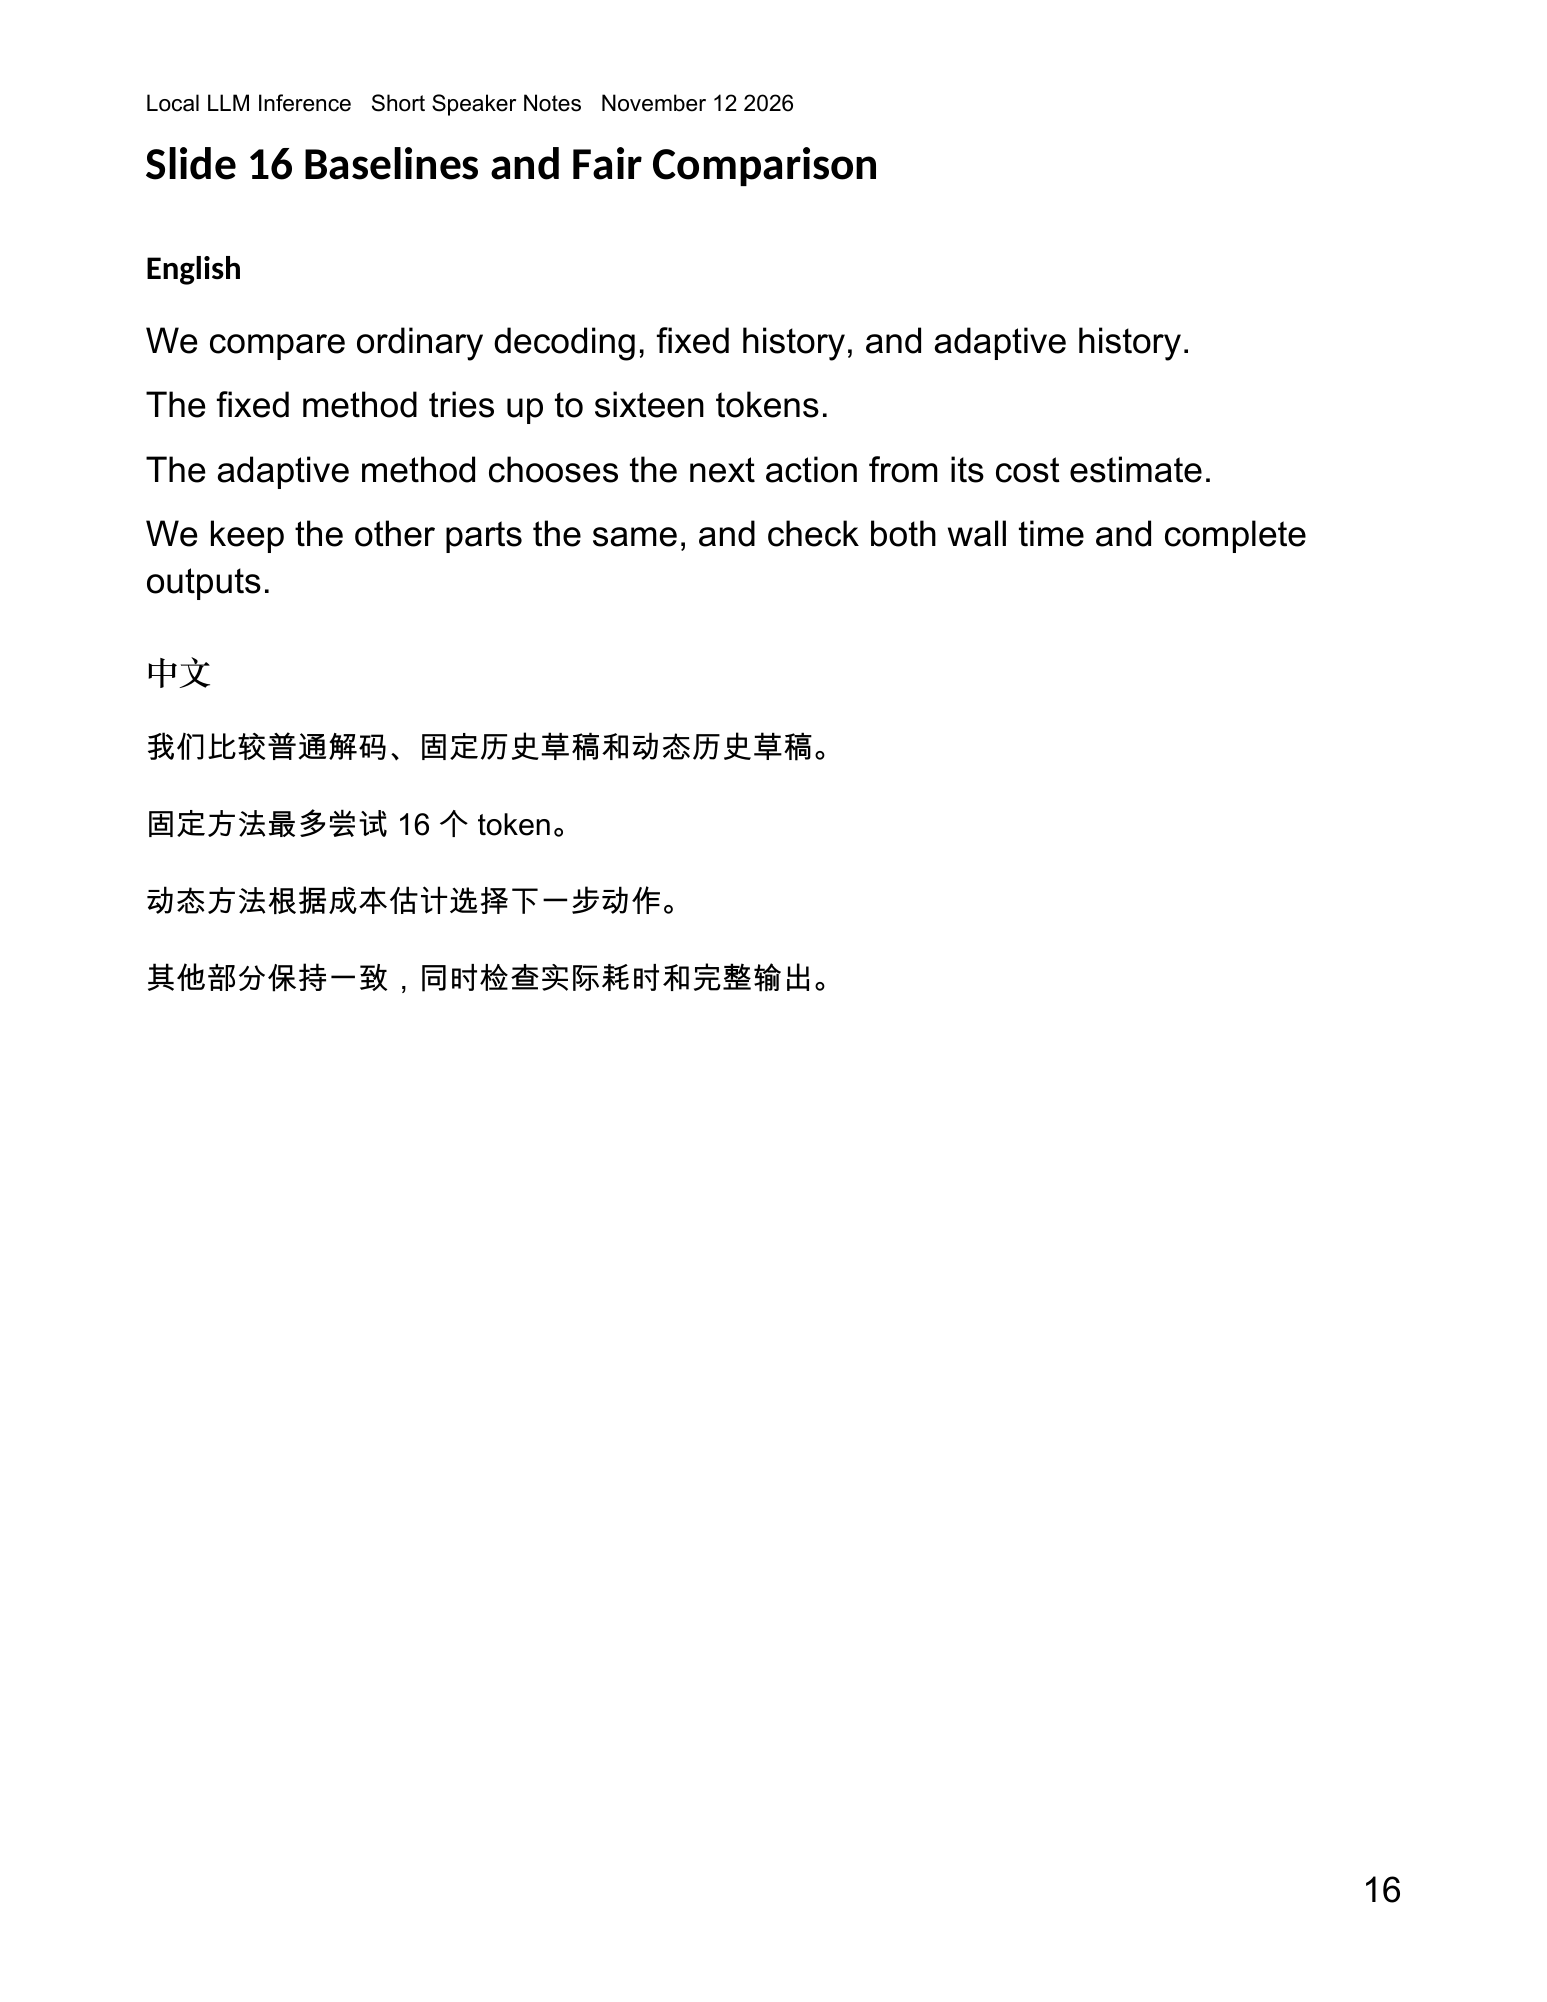 Local LLM Inference   Short Speaker Notes   November 12 2026
Slide 16 Baselines and Fair Comparison
English
We compare ordinary decoding, fixed history, and adaptive history.
The fixed method tries up to sixteen tokens.
The adaptive method chooses the next action from its cost estimate.
We keep the other parts the same, and check both wall time and complete
outputs.
中文
我们比较普通解码、固定历史草稿和动态历史草稿。
固定方法最多尝试 16 个 token。
动态方法根据成本估计选择下一步动作。
其他部分保持一致，同时检查实际耗时和完整输出。
16